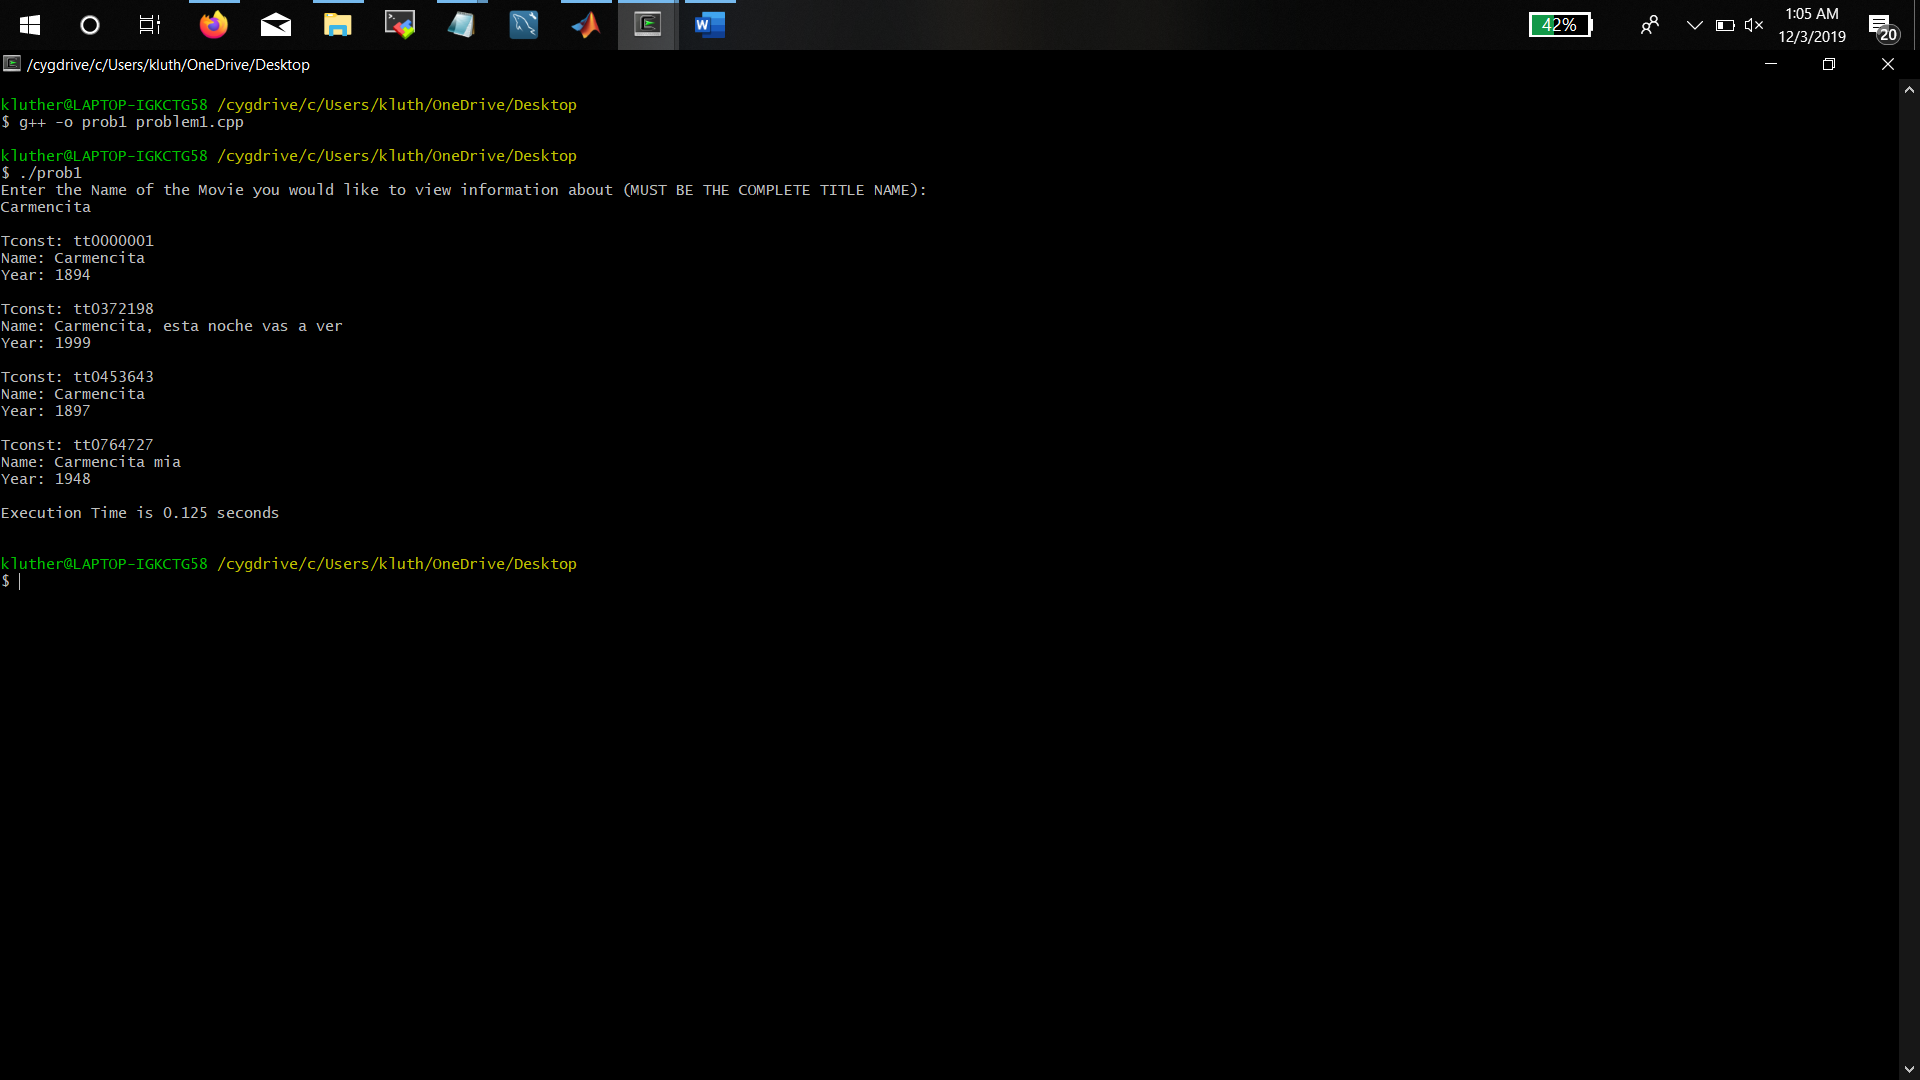 42%
1:05 AM
12/3/2019
20
/cygdrive/c/Users/kluth/OneDrive/Desktop
kluther@LAPTOP-IGKCTG58 /cygdrive/c/Users/kluth/OneDrive/Desktop
$ g++ -o prob1 problem1.cpp
kluther@LAPTOP-IGKCTG58 /cygdrive/c/Users/kluth/OneDrive/Desktop
$ ./prob1
Enter the Name of the Movie you would like to view information about (MUST BE THE COMPLETE TITLE NAME):
Carmencita
Tconst: tt0000001
Name: Carmencita
Year: 1894
Tconst: tt0372198
Name: Carmencita, esta noche vas a ver
Year: 1999
Tconst: tt0453643
Name: Carmencita
Year: 1897
Tconst: tt0764727
Name: Carmencita mia
Year: 1948
Execution Time is 0.125 seconds
kluther@LAPTOP-IGKCTG58 /cygdrive/c/Users/kluth/OneDrive/Desktop
$